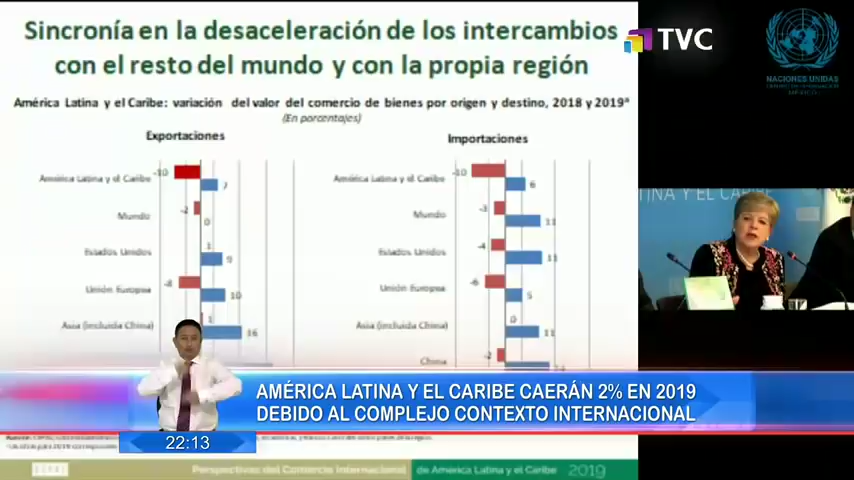 Sincronía en la desaceleración de los intercambios
con el resto del mundo y con la propia región
TVC
NACIONES UNIDAS
MÉXICO
América Latina y el Caribe: variación del valor del comercio de bienes por origen y destino, 2018 y 2019ª
(En porcentajes)
Exportaciones
América Latina y el Caribe -10 7
Mundo -2 0
Estados Unidos 1 9
Unión Europea -8 10
Asia (incluida China) 1 16
Importaciones
América Latina y el Caribe -10 6
Mundo -3 11
Estados Unidos -4 11
Unión Europea -6 5
Asia (incluida China) 0 11
China -2
TINA Y EL CARIBE
AMÉRICA LATINA Y EL CARIBE CAERÁN 2% EN 2019
DEBIDO AL COMPLEJO CONTEXTO INTERNACIONAL
22:13
Perspectivas del Comercio Internacional de América Latina y el Caribe 2019